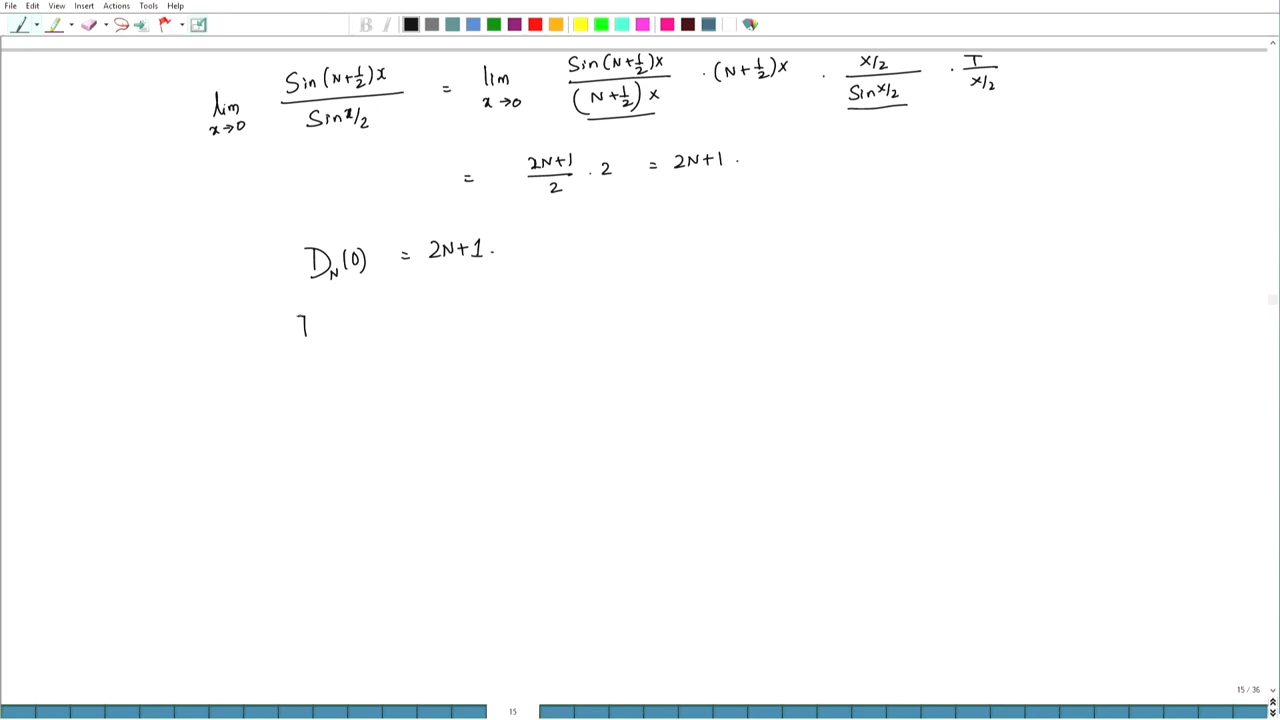 File Edit View Insert Actions Tools Help
B I
lim x→0 Sin(N+1/2)x / Sin x/2 = lim x→0 Sin(N+1/2)x / (N+1/2)x · (N+1/2)x · x/2 / Sin x/2 · 1 / x/2
= 2N+1 / 2 · 2 = 2N+1 .
D_N(0) = 2N+1 .
15 / 36
15